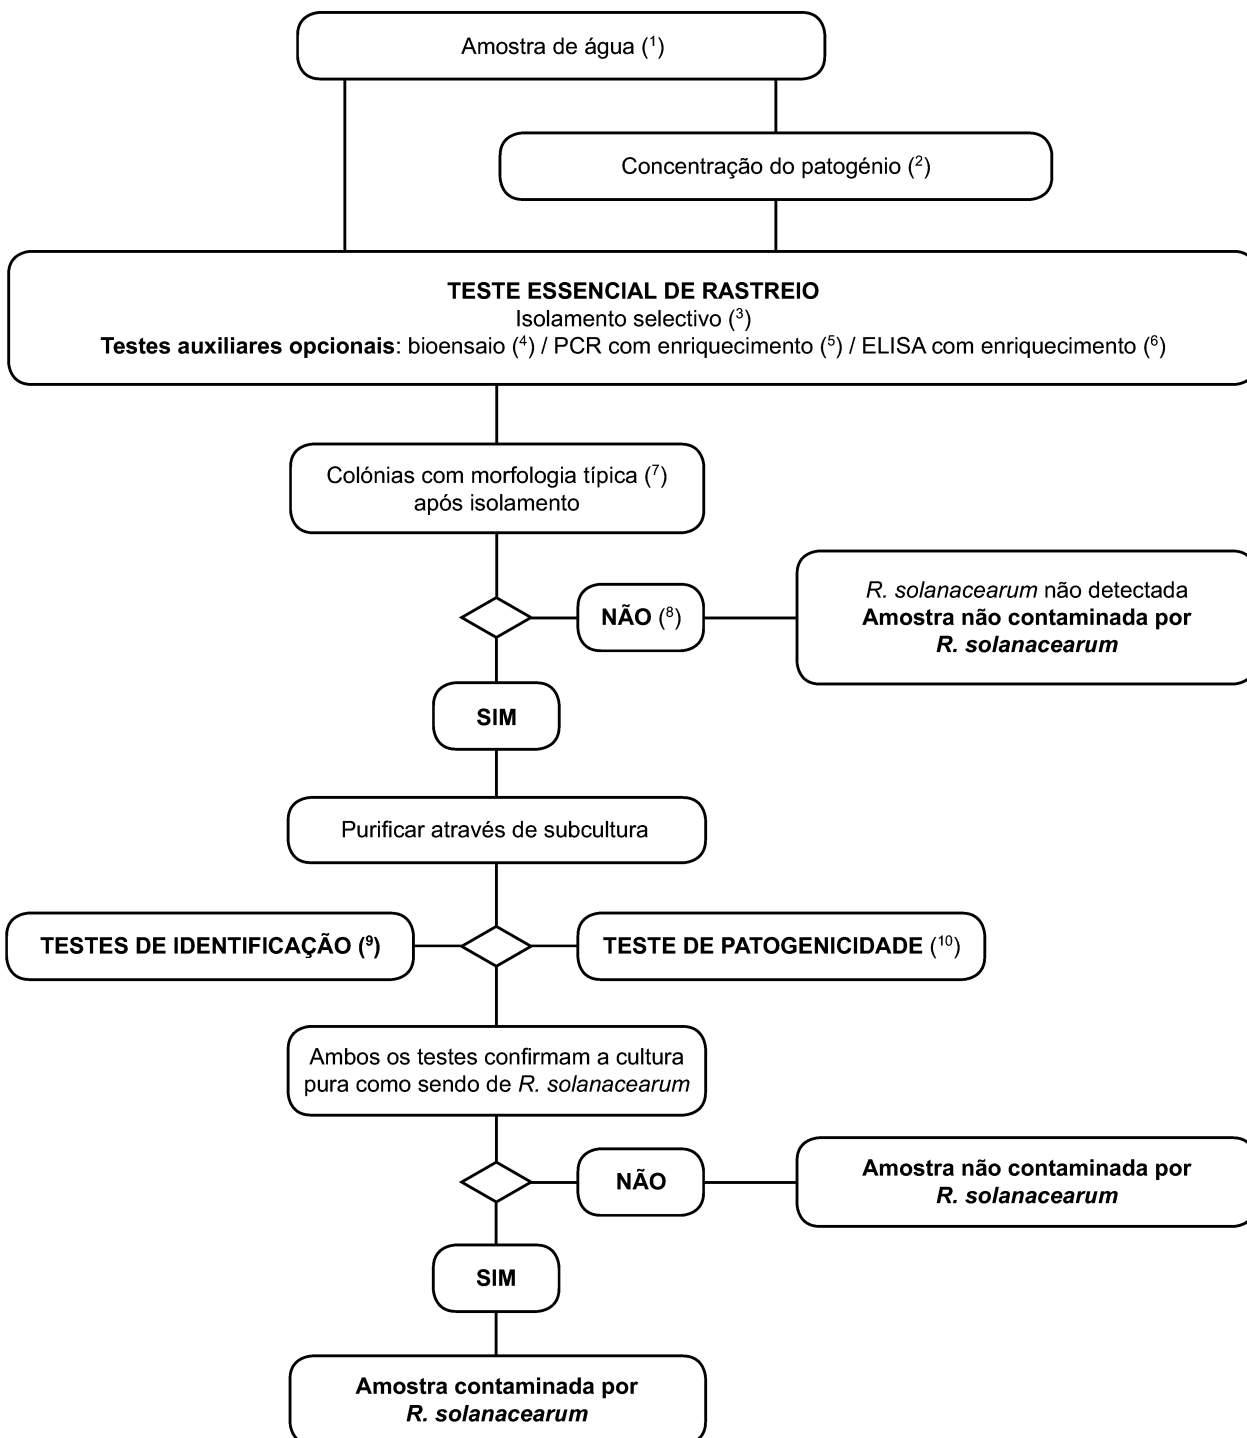 Amostra de água (¹)
Concentração do patogénio (²)
TESTE ESSENCIAL DE RASTREIO
Isolamento selectivo (³)
Testes auxiliares opcionais: bioensaio (⁴) / PCR com enriquecimento (⁵) / ELISA com enriquecimento (⁶)
Colónias com morfologia típica (⁷)
após isolamento
NÃO (⁸)
R. solanacearum não detectada
Amostra não contaminada por
R. solanacearum
SIM
Purificar através de subcultura
TESTES DE IDENTIFICAÇÃO (⁹)
TESTE DE PATOGENICIDADE (¹⁰)
Ambos os testes confirmam a cultura
pura como sendo de R. solanacearum
NÃO
Amostra não contaminada por
R. solanacearum
SIM
Amostra contaminada por
R. solanacearum